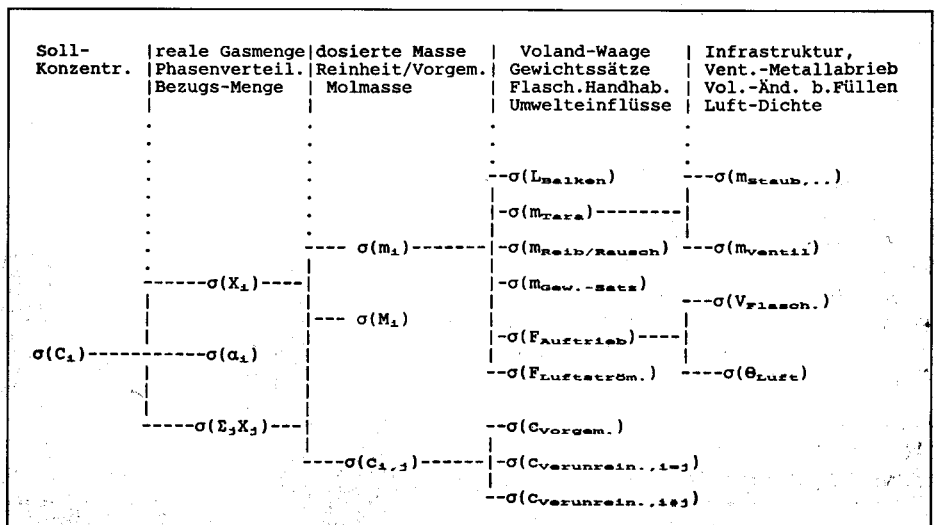 Soll- |reale Gasmenge|dosierte Masse | Voland-Waage | Infrastruktur,
Konzentr. |Phasenverteil.|Reinheit/Vorgem.| Gewichtssätze | Vent.-Metallabrieb
|Bezugs-Menge | Molmasse | Flasch.Handhab. | Vol.-Änd. b.Füllen
| Umwelteinflüsse | Luft-Dichte
--σ(L_Balken) ---σ(m_Staub,..)
-σ(m_Tara)-------
--- σ(m_i)------ -σ(m_Reib/Rausch) --σ(m_Ventil)
-----σ(X_i)--- -σ(m_Gew.-Satz)
--- σ(M_i) --σ(V_Flasch.)
-σ(F_Auftrieb)---
σ(C_i)------------σ(α_i)
--σ(F_Luftström.) ---σ(θ_Luft)
-----σ(Σ_jX_j)--- --σ(c_Vorgem.)
----σ(c_i,j)------ -σ(c_Verunrein.,i=j)
--σ(c_Verunrein.,i≠j)